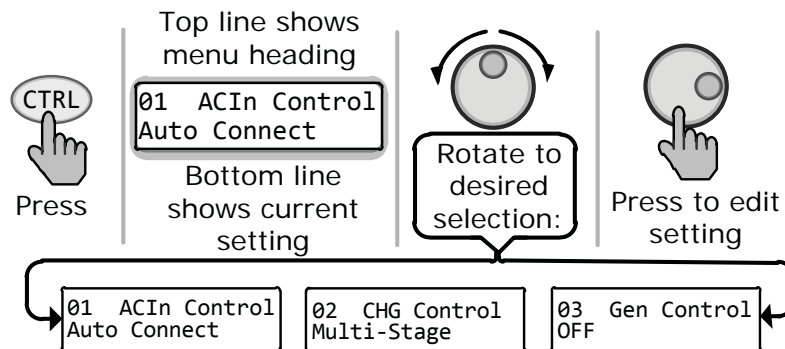 CTRL
Press
Top line shows
menu heading
01  ACIn Control
Auto Connect
Bottom line
shows current
setting
Rotate to
desired
selection:
Press to edit
setting
01  ACIn Control
Auto Connect
02  CHG Control
Multi-Stage
03  Gen Control
OFF